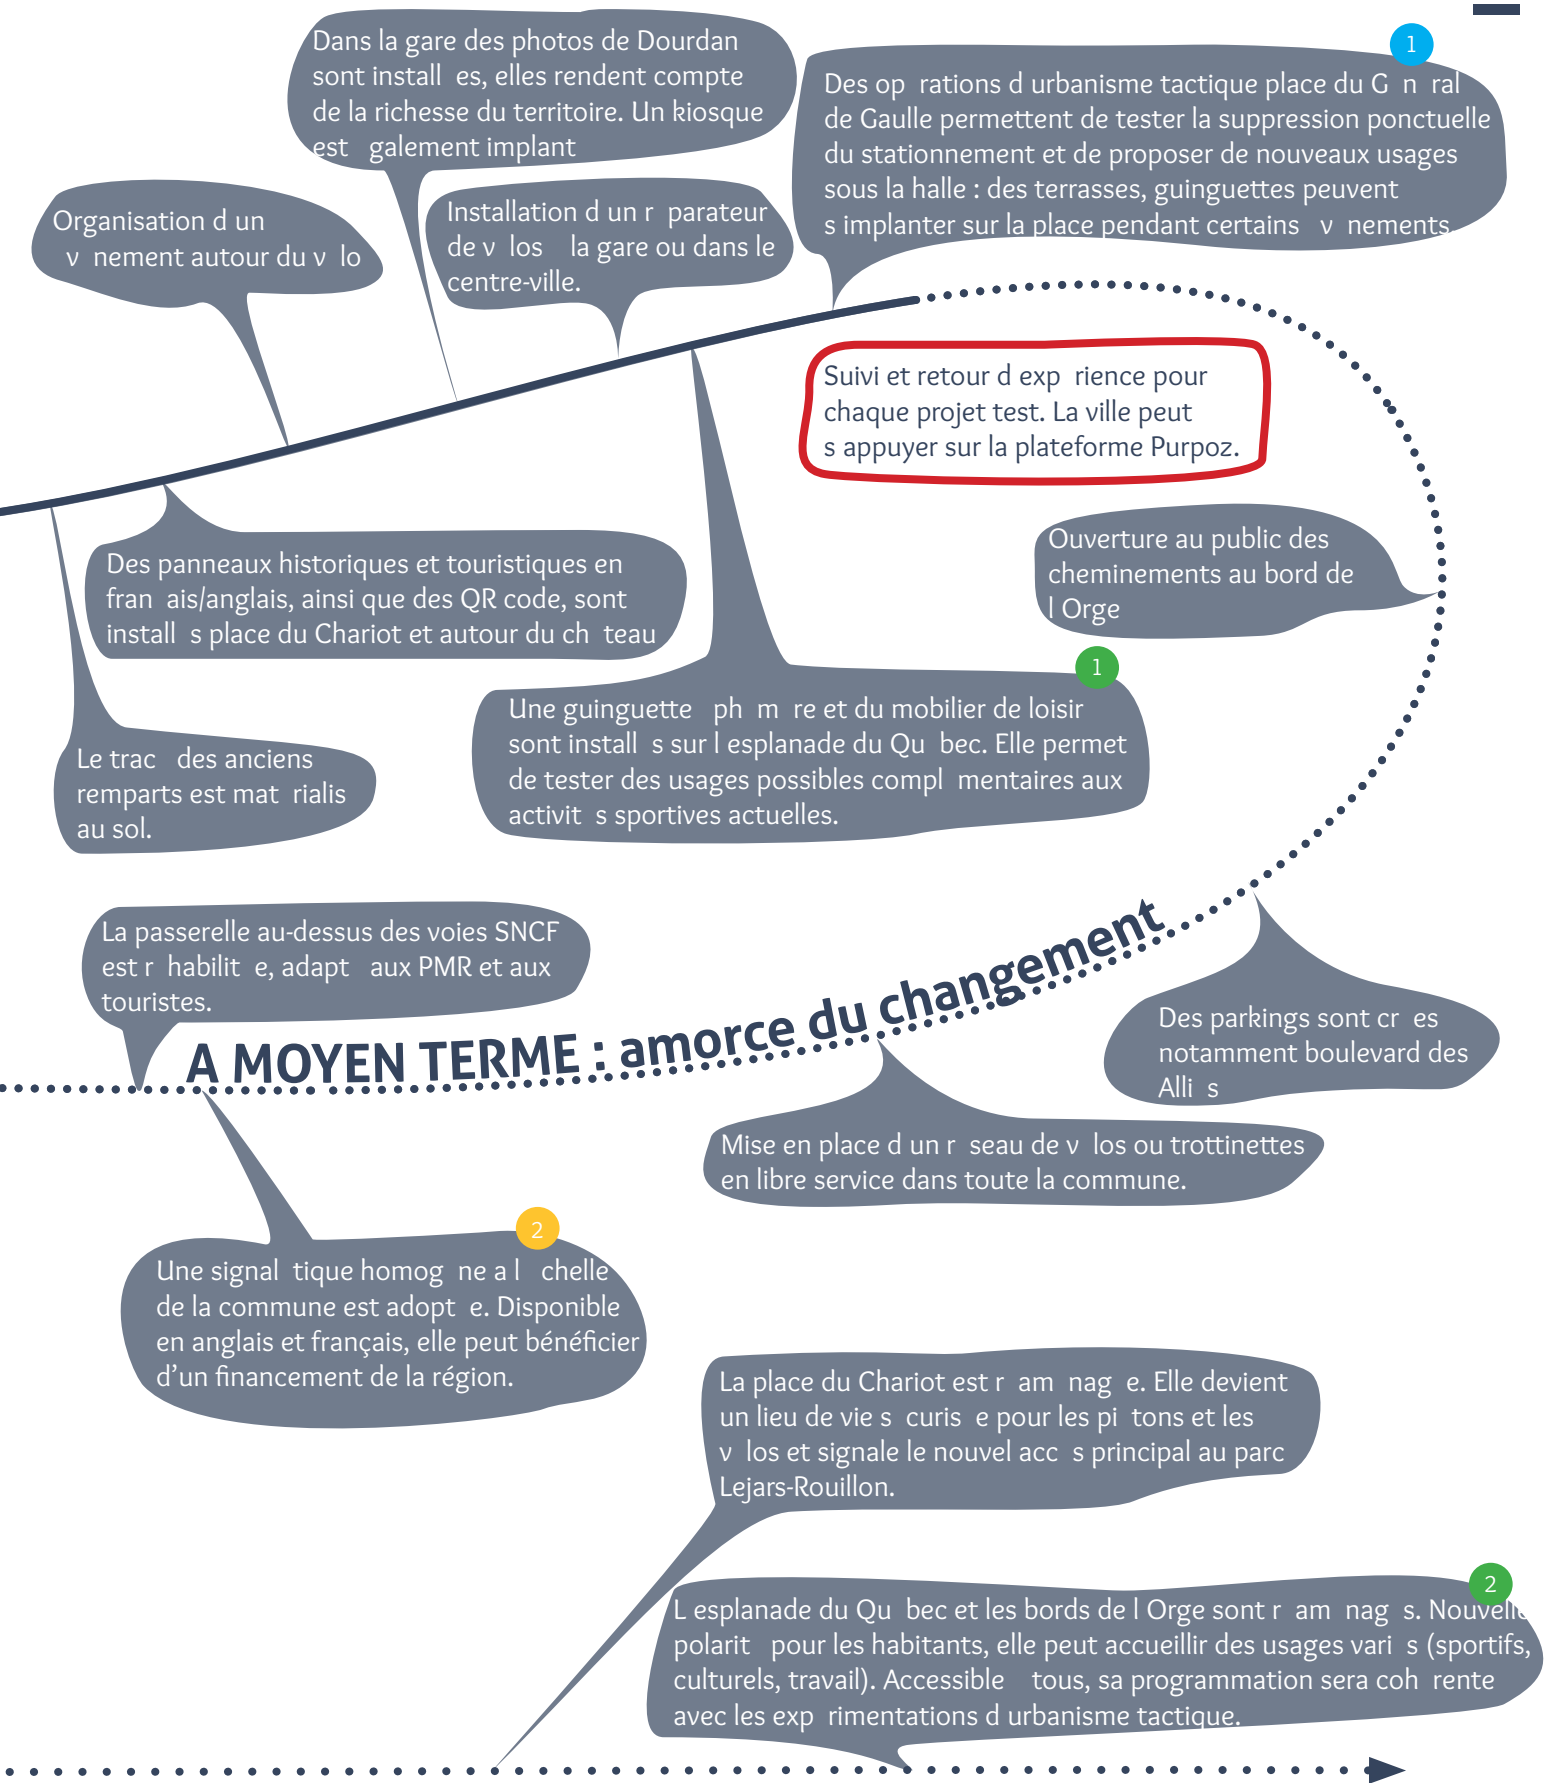 Dans la gare des photos de Dourdan
sont install es, elles rendent compte
de la richesse du territoire. Un kiosque
est galement implant
1
Des op rations d urbanisme tactique place du G n ral
de Gaulle permettent de tester la suppression ponctuelle
du stationnement et de proposer de nouveaux usages
sous la halle : des terrasses, guinguettes peuvent
s implanter sur la place pendant certains v nements.
Organisation d un
v nement autour du v lo
Installation d un r parateur
de v los la gare ou dans le
centre-ville.
Suivi et retour d exp rience pour
chaque projet test. La ville peut
s appuyer sur la plateforme Purpoz.
Des panneaux historiques et touristiques en
fran ais/anglais, ainsi que des QR code, sont
install s place du Chariot et autour du ch teau
Ouverture au public des
cheminements au bord de
l Orge
1
Une guinguette ph m re et du mobilier de loisir
sont install s sur l esplanade du Qu bec. Elle permet
de tester des usages possibles compl mentaires aux
activit s sportives actuelles.
Le trac des anciens
remparts est mat rialis
au sol.
La passerelle au-dessus des voies SNCF
est r habilit e, adapt aux PMR et aux
touristes.
A MOYEN TERME : amorce du changement
Des parkings sont cr es
notamment boulevard des
Alli s
Mise en place d un r seau de v los ou trottinettes
en libre service dans toute la commune.
2
Une signal tique homog ne a l chelle
de la commune est adopt e. Disponible
en anglais et français, elle peut bénéficier
d’un financement de la région.
La place du Chariot est r am nag e. Elle devient
un lieu de vie s curis e pour les pi tons et les
v los et signale le nouvel acc s principal au parc
Lejars-Rouillon.
2
L esplanade du Qu bec et les bords de l Orge sont r am nag s. Nouvelle
polarit pour les habitants, elle peut accueillir des usages vari s (sportifs,
culturels, travail). Accessible tous, sa programmation sera coh rente
avec les exp rimentations d urbanisme tactique.